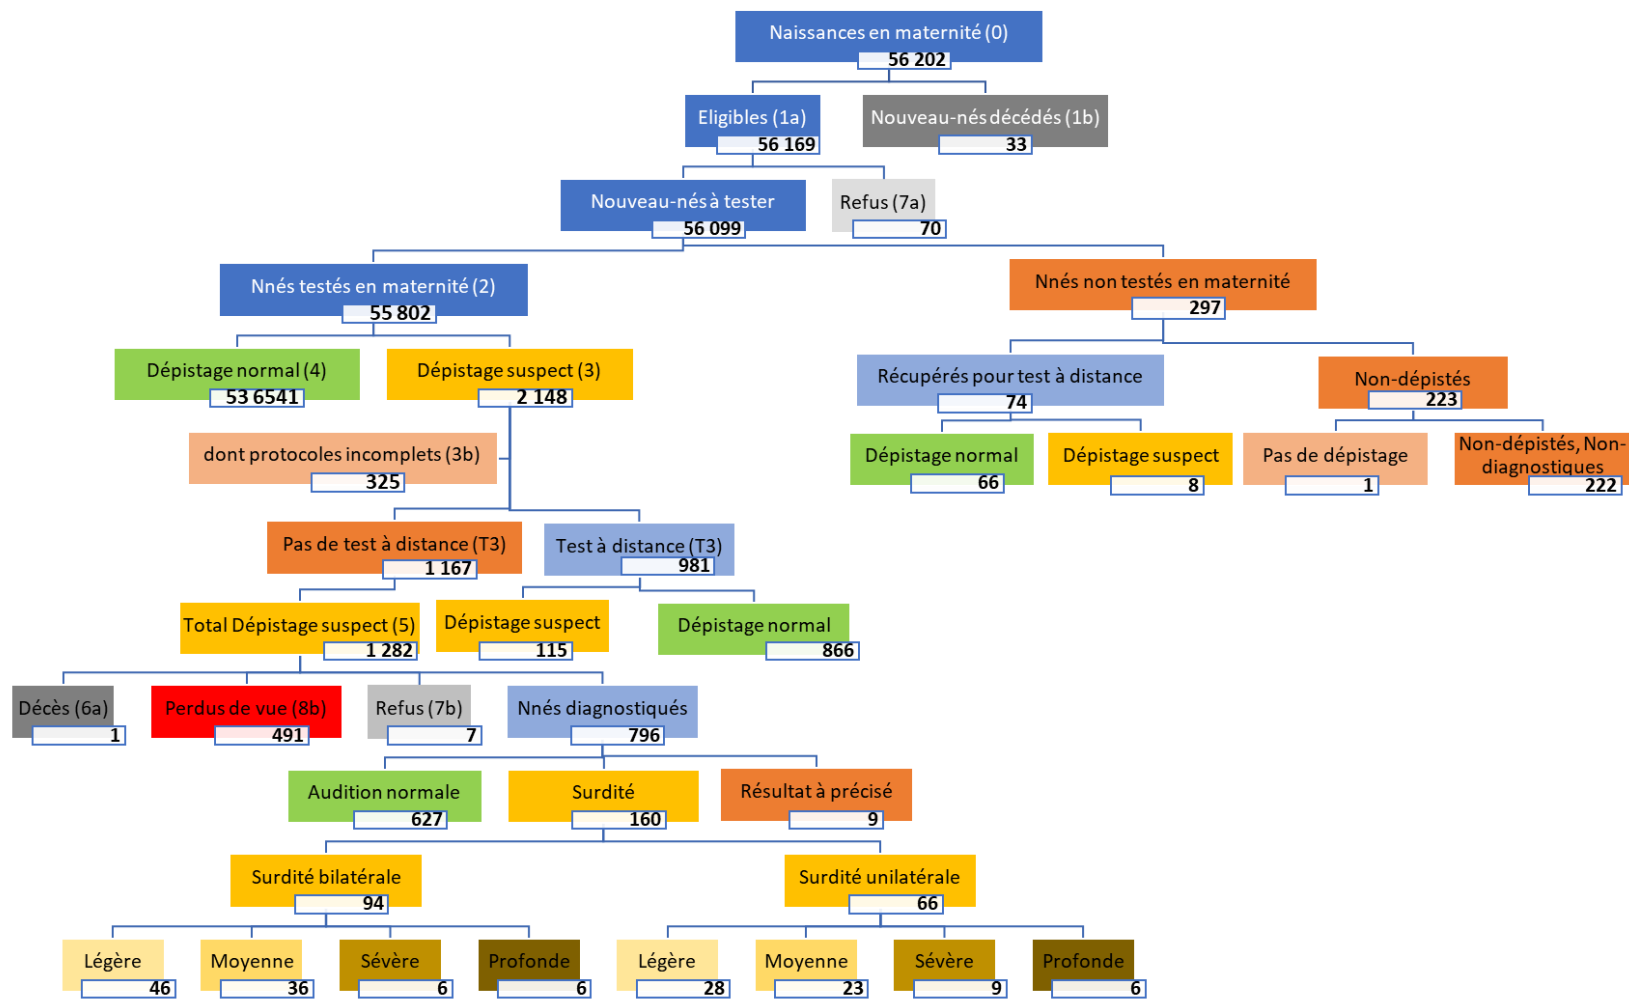 Naissances en maternité (0)
56 202
Eligibles (1a)
56 169
Nouveau-nés décédés (1b)
33
Nouveau-nés à tester
56 099
Refus (7a)
70
Nnés testés en maternité (2)
55 802
Nnés non testés en maternité
297
Dépistage normal (4)
53 6541
Dépistage suspect (3)
2 148
Récupérés pour test à distance
74
Non-dépistés
223
dont protocoles incomplets (3b)
325
Dépistage normal
66
Dépistage suspect
8
Pas de dépistage
1
Non-dépistés, Non-
diagnostiques
222
Pas de test à distance (T3)
1 167
Test à distance (T3)
981
Total Dépistage suspect (5)
1 282
Dépistage suspect
115
Dépistage normal
866
Décès (6a)
1
Perdus de vue (8b)
491
Refus (7b)
7
Nnés diagnostiqués
796
Audition normale
627
Surdité
160
Résultat à précisé
9
Surdité bilatérale
94
Surdité unilatérale
66
Légère
46
Moyenne
36
Sévère
6
Profonde
6
Légère
28
Moyenne
23
Sévère
9
Profonde
6